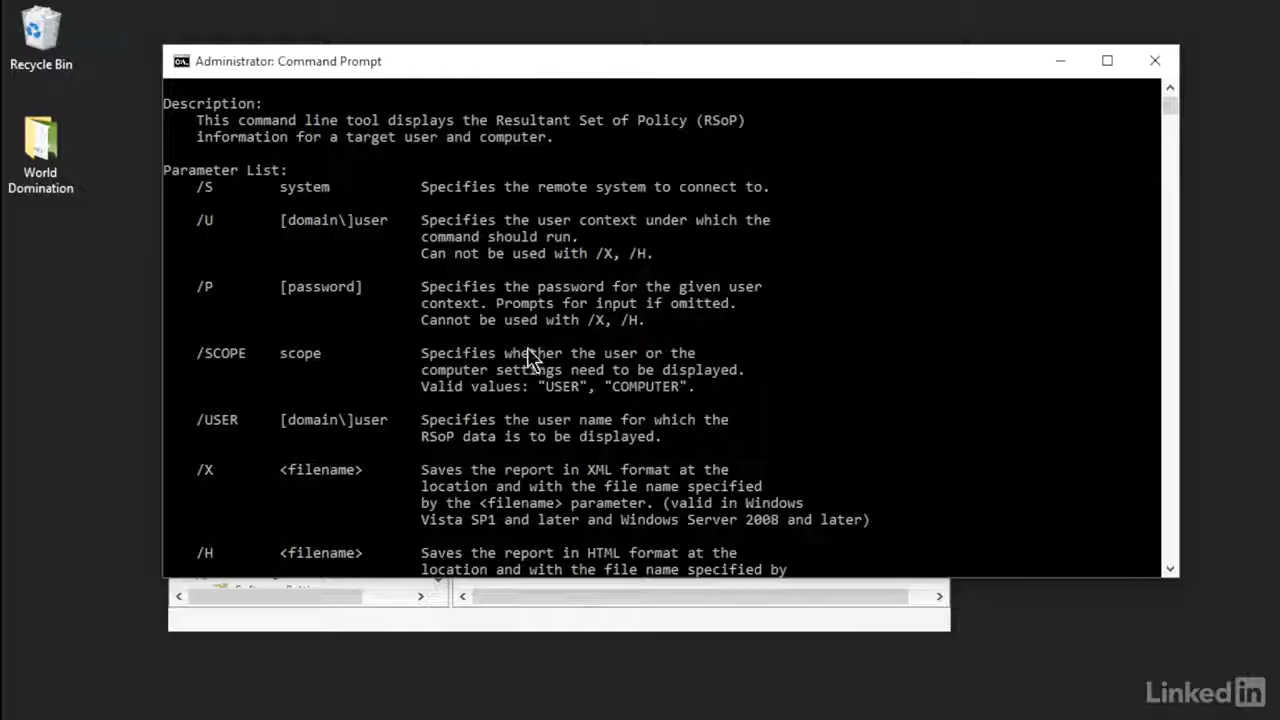 Recycle Bin
World
Domination
Administrator: Command Prompt
Description:
This command line tool displays the Resultant Set of Policy (RSoP)
information for a target user and computer.
Parameter List:
/S system Specifies the remote system to connect to.
/U [domain\]user Specifies the user context under which the
command should run.
Can not be used with /X, /H.
/P [password] Specifies the password for the given user
context. Prompts for input if omitted.
Cannot be used with /X, /H.
/SCOPE scope Specifies whether the user or the
computer settings need to be displayed.
Valid values: "USER", "COMPUTER".
/USER [domain\]user Specifies the user name for which the
RSoP data is to be displayed.
/X <filename> Saves the report in XML format at the
location and with the file name specified
by the <filename> parameter. (valid in Windows
Vista SP1 and later and Windows Server 2008 and later)
/H <filename> Saves the report in HTML format at the
location and with the file name specified by
LinkedIn